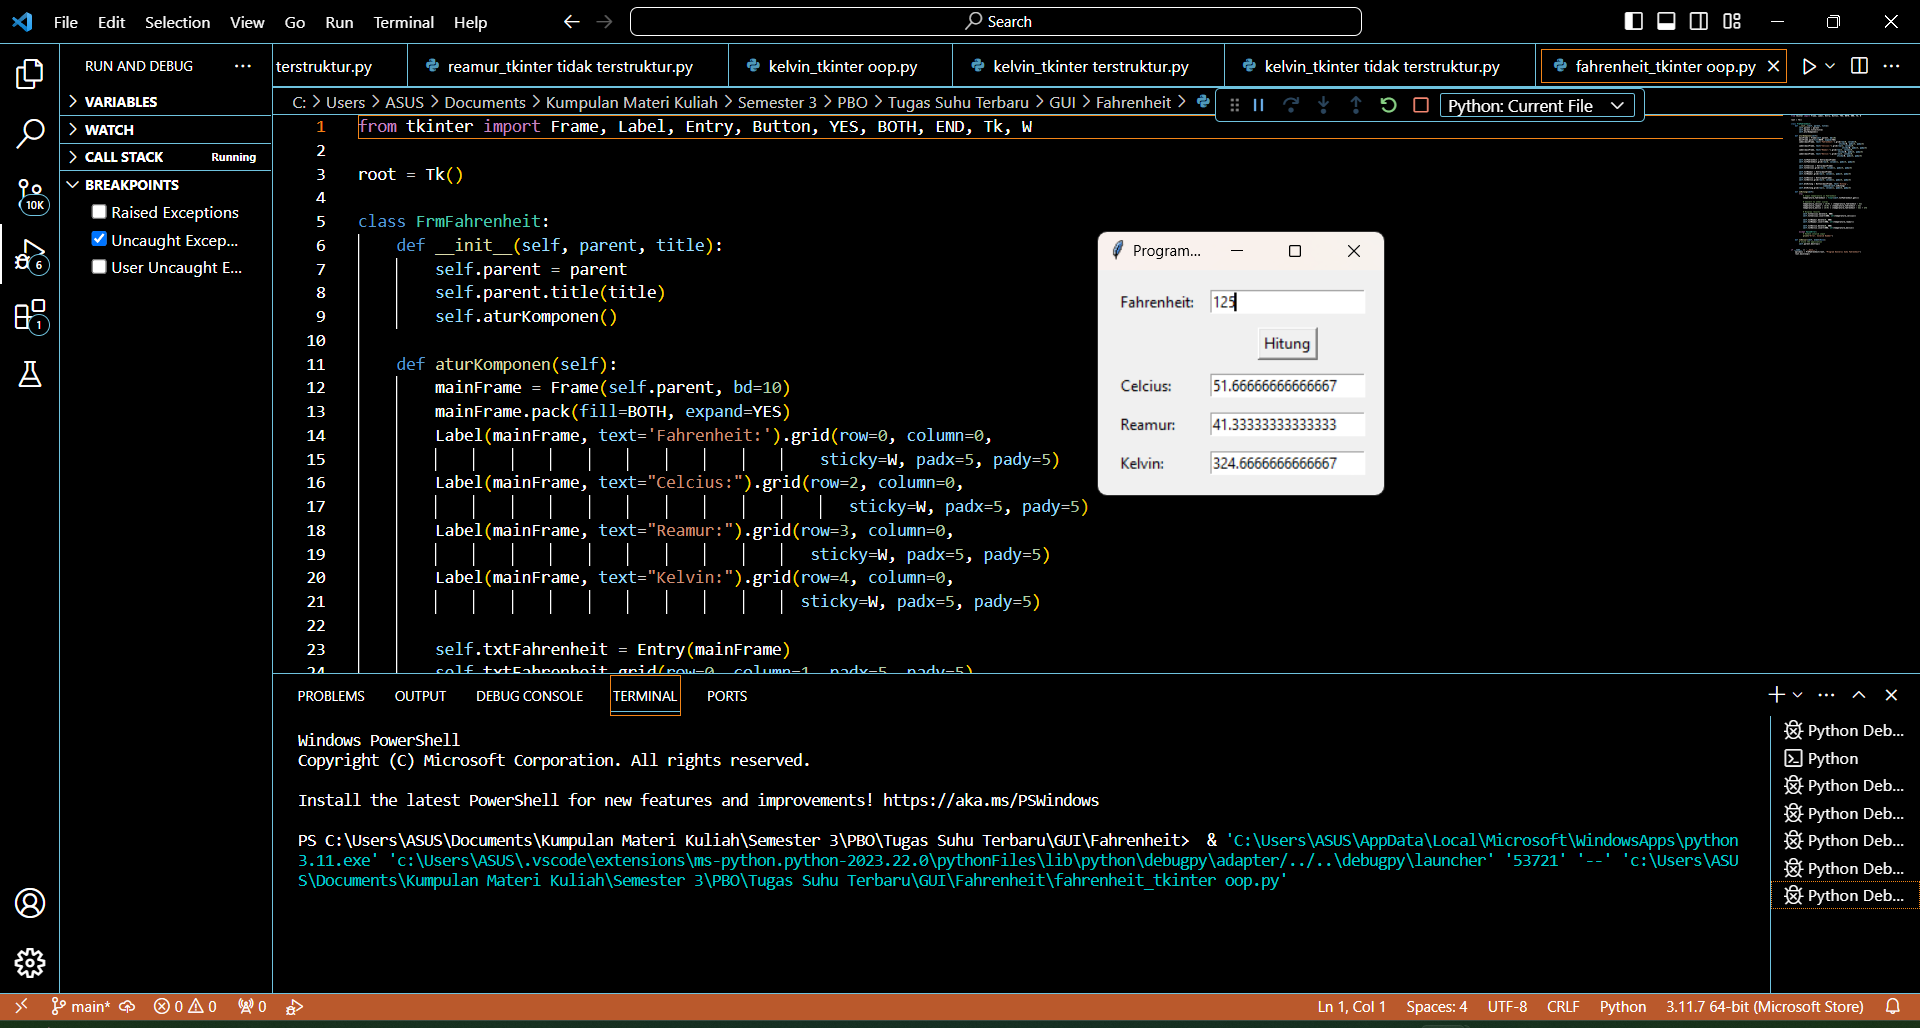 File Edit Selection View Go Run Terminal Help
Search
RUN AND DEBUG
VARIABLES
WATCH
CALL STACK Running
BREAKPOINTS
Raised Exceptions
Uncaught Excep...
User Uncaught E...
10K
6
1
terstruktur.py
reamur_tkinter tidak terstruktur.py
kelvin_tkinter oop.py
kelvin_tkinter terstruktur.py
kelvin_tkinter tidak terstruktur.py
fahrenheit_tkinter oop.py
C: > Users > ASUS > Documents > Kumpulan Materi Kuliah > Semester 3 > PBO > Tugas Suhu Terbaru > GUI > Fahrenheit >
Python: Current File
1 from tkinter import Frame, Label, Entry, Button, YES, BOTH, END, Tk, W
2
3 root = Tk()
4
5 class FrmFahrenheit:
6 def __init__(self, parent, title):
7 self.parent = parent
8 self.parent.title(title)
9 self.aturKomponen()
10
11 def aturKomponen(self):
12 mainFrame = Frame(self.parent, bd=10)
13 mainFrame.pack(fill=BOTH, expand=YES)
14 Label(mainFrame, text='Fahrenheit:').grid(row=0, column=0,
15 sticky=W, padx=5, pady=5)
16 Label(mainFrame, text="Celcius:").grid(row=2, column=0,
17 sticky=W, padx=5, pady=5)
18 Label(mainFrame, text="Reamur:").grid(row=3, column=0,
19 sticky=W, padx=5, pady=5)
20 Label(mainFrame, text="Kelvin:").grid(row=4, column=0,
21 sticky=W, padx=5, pady=5)
22
23 self.txtFahrenheit = Entry(mainFrame)
24 self.txtFahrenheit.grid(row=0, column=1, padx=5, pady=5)
Program...
Fahrenheit: 125
Hitung
Celcius: 51.66666666666667
Reamur: 41.33333333333333
Kelvin: 324.6666666666667
PROBLEMS OUTPUT DEBUG CONSOLE TERMINAL PORTS
Windows PowerShell
Copyright (C) Microsoft Corporation. All rights reserved.
Install the latest PowerShell for new features and improvements! https://aka.ms/PSWindows
PS C:\Users\ASUS\Documents\Kumpulan Materi Kuliah\Semester 3\PBO\Tugas Suhu Terbaru\GUI\Fahrenheit>  & 'C:\Users\ASUS\AppData\Local\Microsoft\WindowsApps\python
3.11.exe' 'c:\Users\ASUS\.vscode\extensions\ms-python.python-2023.22.0\pythonFiles\lib\python\debugpy\adapter/../..\debugpy\launcher' '53721' '--' 'c:\Users\ASU
S\Documents\Kumpulan Materi Kuliah\Semester 3\PBO\Tugas Suhu Terbaru\GUI\Fahrenheit\fahrenheit_tkinter oop.py'
Python Deb...
Python
Python Deb...
Python Deb...
Python Deb...
Python Deb...
Python Deb...
main* 0 0 0
Ln 1, Col 1 Spaces: 4 UTF-8 CRLF Python 3.11.7 64-bit (Microsoft Store)